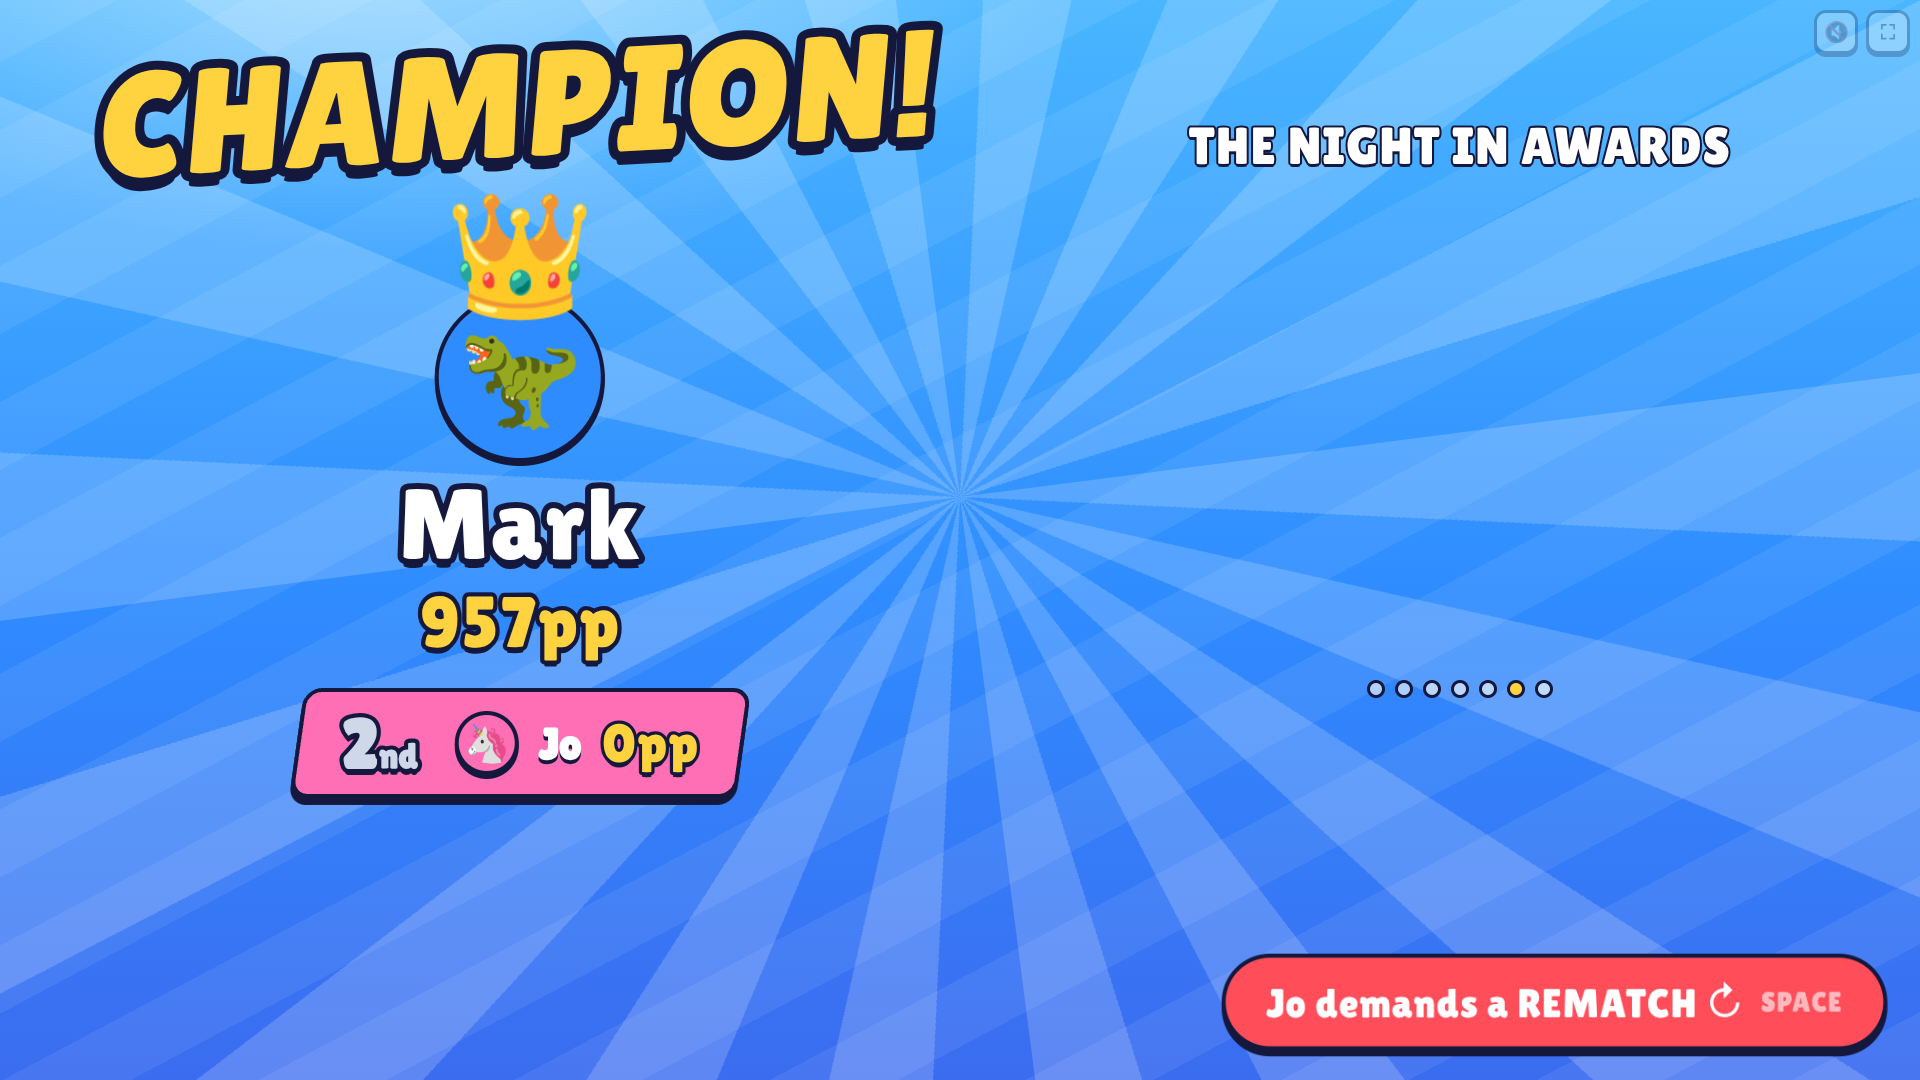 CHAMPION!
THE NIGHT IN AWARDS
Mark
957pp
2nd Jo 0pp
Jo demands a REMATCH SPACE